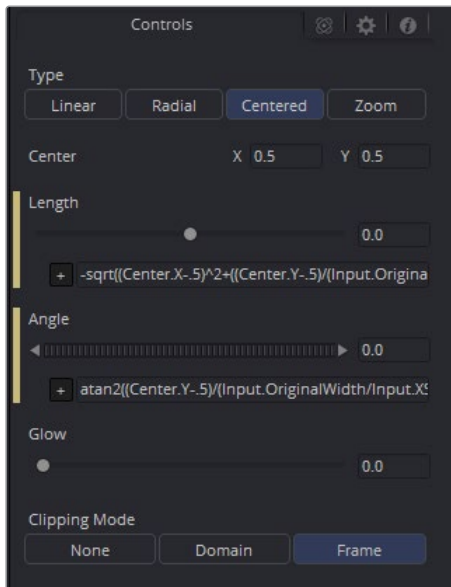 Controls
Type
Linear Radial Centered Zoom
Center X 0.5 Y 0.5
Length
0.0
+ -sqrt((Center.X-.5)^2+((Center.Y-.5)/(Input.Origina
Angle
0.0
+ atan2((Center.Y-.5)/(Input.OriginalWidth/Input.XS
Glow
0.0
Clipping Mode
None Domain Frame